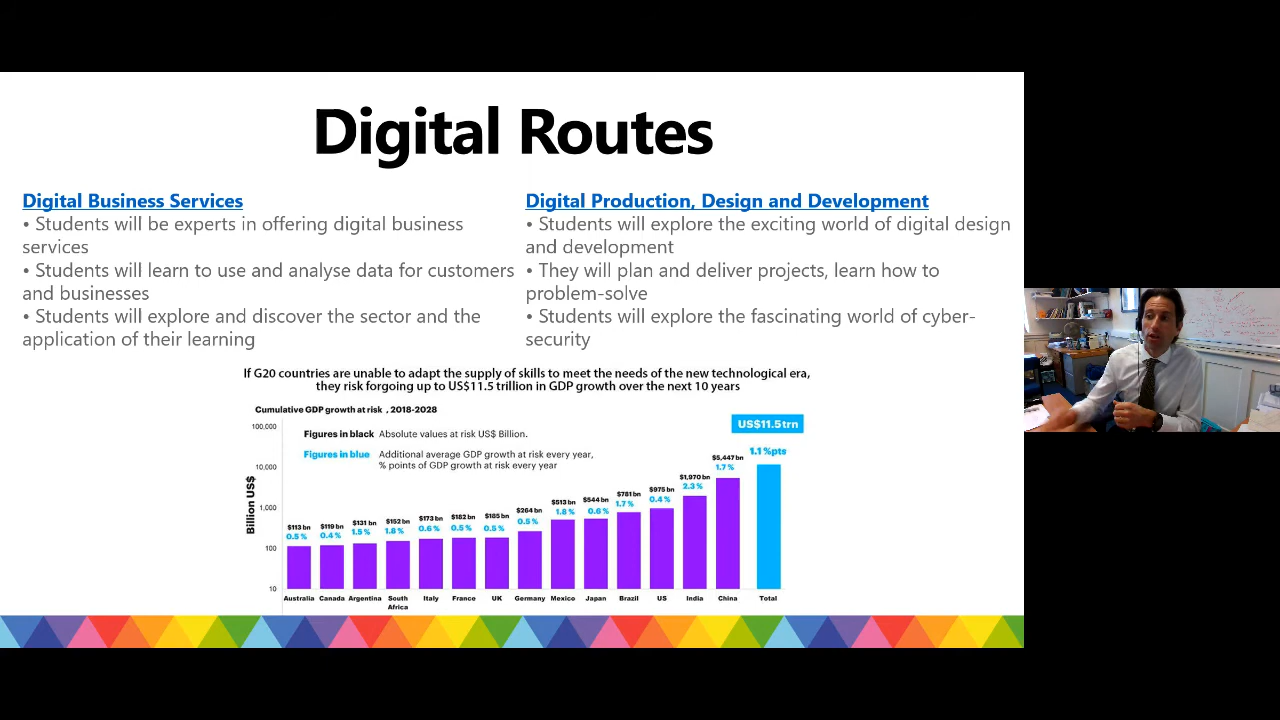 Digital Routes
Digital Business Services
• Students will be experts in offering digital business
services
• Students will learn to use and analyse data for customers
and businesses
• Students will explore and discover the sector and the
application of their learning
Digital Production, Design and Development
• Students will explore the exciting world of digital design
and development
• They will plan and deliver projects, learn how to
problem-solve
• Students will explore the fascinating world of cyber-
security
If G20 countries are unable to adapt the supply of skills to meet the needs of the new technological era,
they risk forgoing up to US$11.5 trillion in GDP growth over the next 10 years
Cumulative GDP growth at risk , 2018-2028
Figures in black Absolute values at risk US$ Billion.
Figures in blue Additional average GDP growth at risk every year,
% points of GDP growth at risk every year
US$11.5trn
1.1 %pts
Billion US$
100,000
10,000
1,000
100
10
$113 bn
0.5 %
$119 bn
0.4 %
$131 bn
1.5 %
$152 bn
1.8 %
$173 bn
0.6 %
$182 bn
0.5 %
$185 bn
0.5 %
$264 bn
0.5 %
$513 bn
1.8 %
$544 bn
0.6 %
$781 bn
1.7 %
$975 bn
0.4 %
$1,970 bn
2.3 %
$5,447 bn
1.7 %
Australia Canada Argentina South Africa Italy France UK Germany Mexico Japan Brazil US India China Total